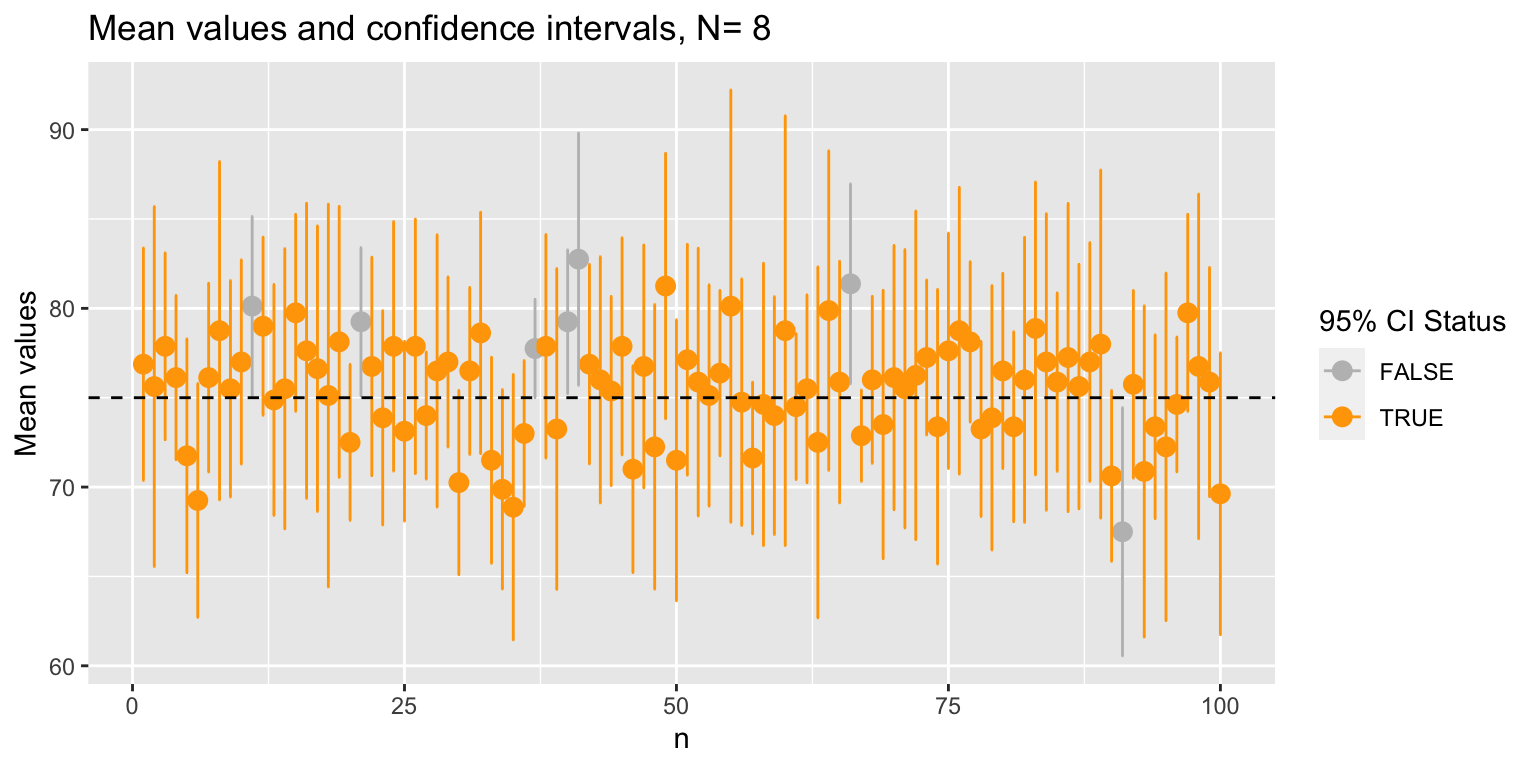 Mean values and confidence intervals, N= 8
90
80
70
60
Mean values
0
25
50
75
100
n
95% CI Status
FALSE
TRUE